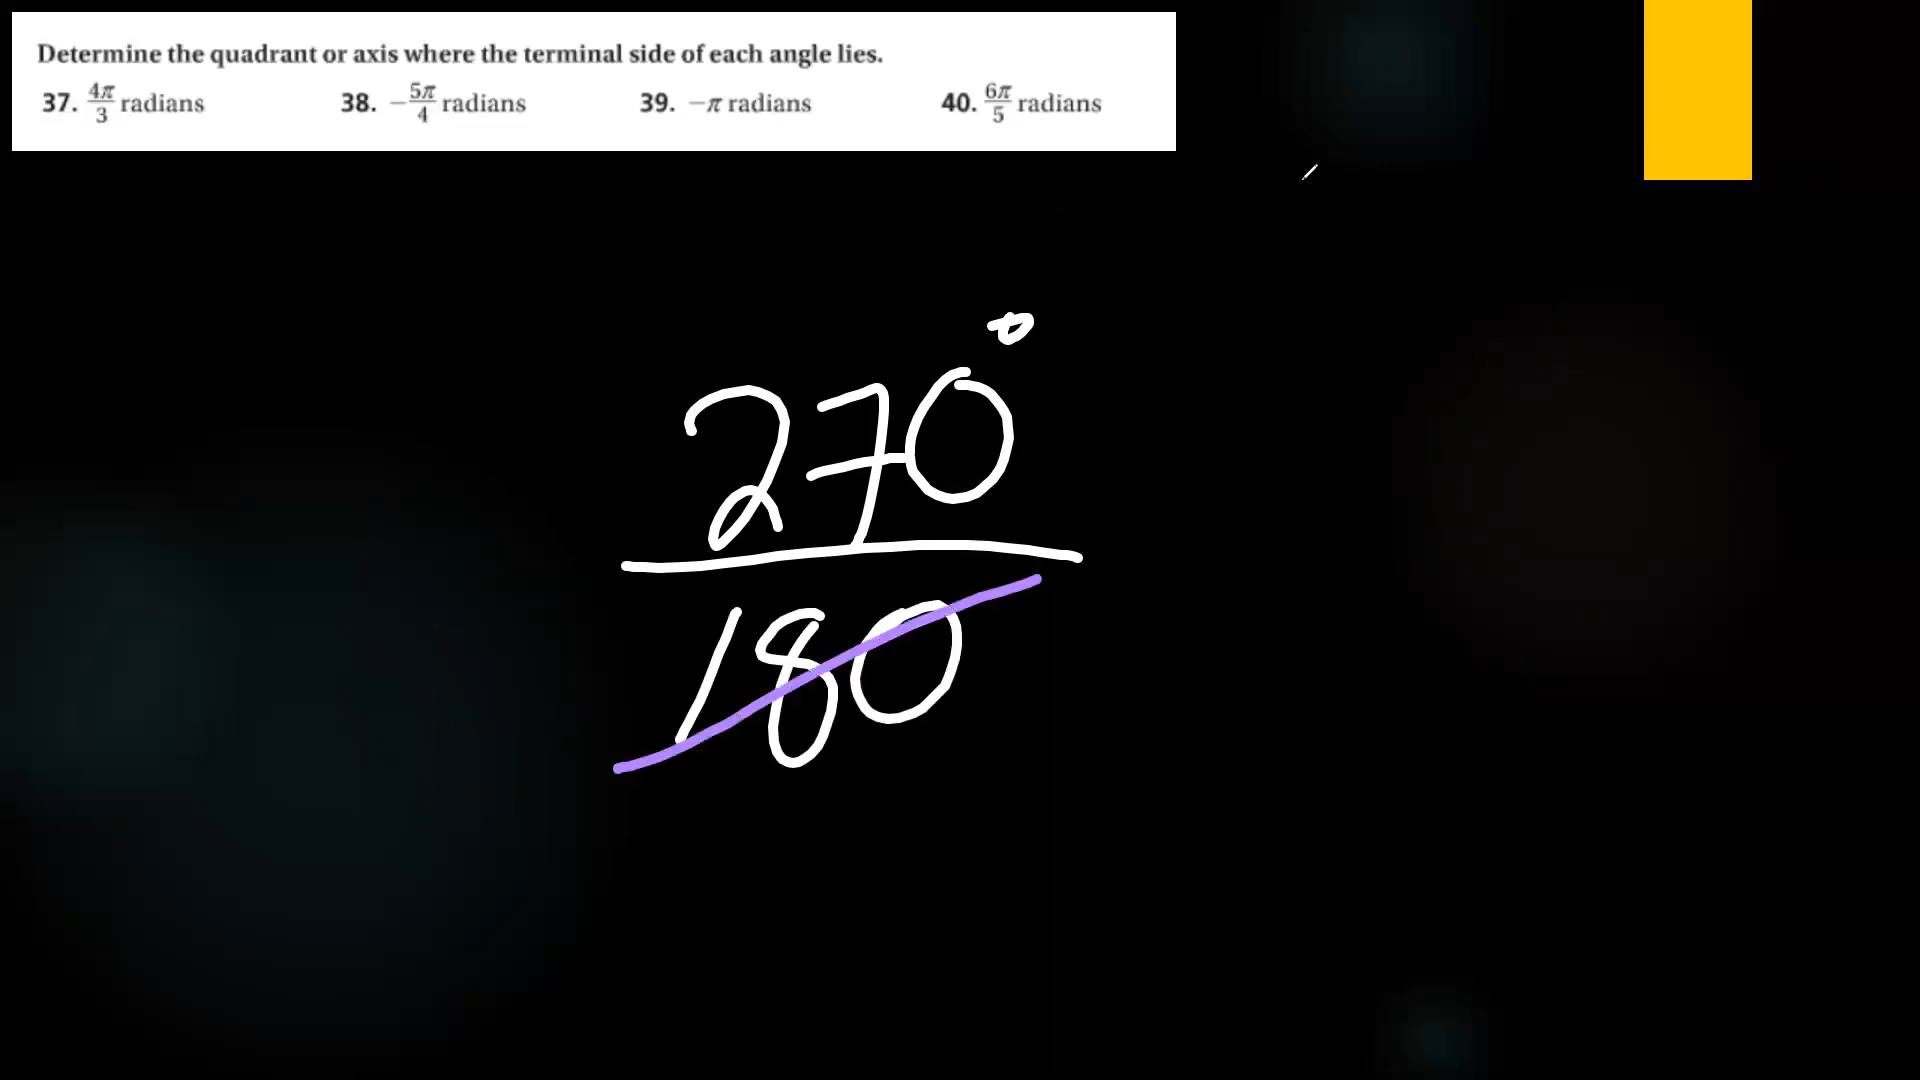 Determine the quadrant or axis where the terminal side of each angle lies.
37. 4π/3 radians 38. −5π/4 radians 39. −π radians 40. 6π/5 radians
270°
180